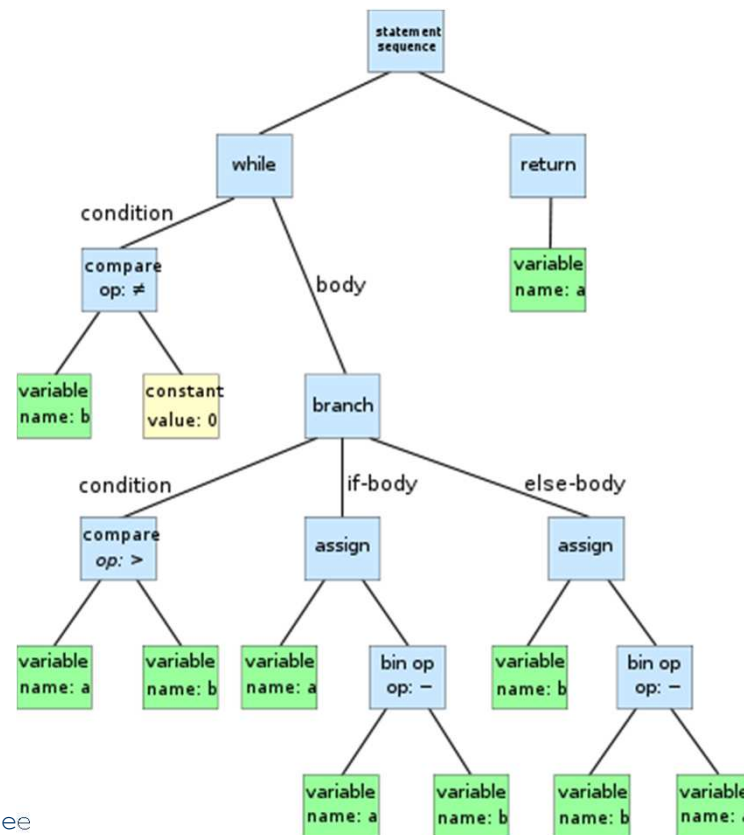 statement
sequence
while
return
condition
compare
op: ≠
body
variable
name: a
variable
name: b
constant
value: 0
branch
condition
if-body
else-body
compare
op: >
assign
assign
variable
name: a
variable
name: b
variable
name: a
bin op
op: −
variable
name: b
bin op
op: −
variable
name: a
variable
name: b
variable
name: b
variable
name:
ee